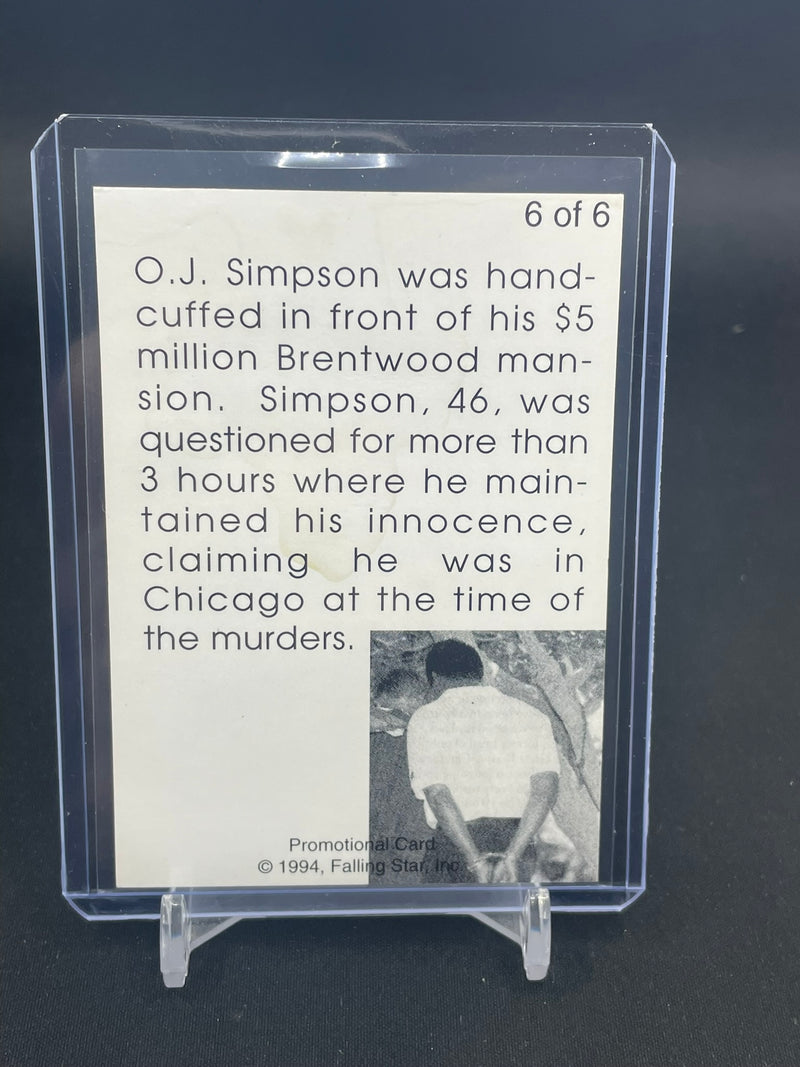 6 of 6
O.J. Simpson was hand-
cuffed in front of his $5
million Brentwood man-
sion. Simpson, 46, was
questioned for more than
3 hours where he main-
tained his innocence,
claiming he was in
Chicago at the time of
the murders.
Promotional Card
© 1994, Falling Star, Inc.